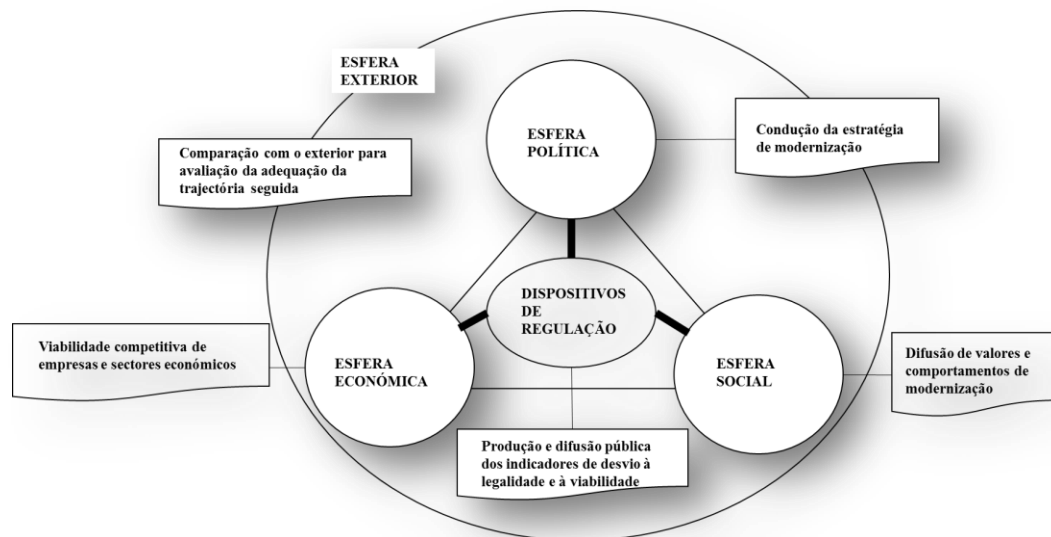 ESFERA
EXTERIOR
ESFERA
POLÍTICA
Condução da estratégia
de modernização
Comparação com o exterior para
avaliação da adequação da
trajectória seguida
DISPOSITIVOS
DE
REGULAÇÃO
Viabilidade competitiva de
empresas e sectores económicos
ESFERA
ECONÓMICA
ESFERA
SOCIAL
Difusão de valores e
comportamentos de
modernização
Produção e difusão pública
dos indicadores de desvio à
legalidade e à viabilidade